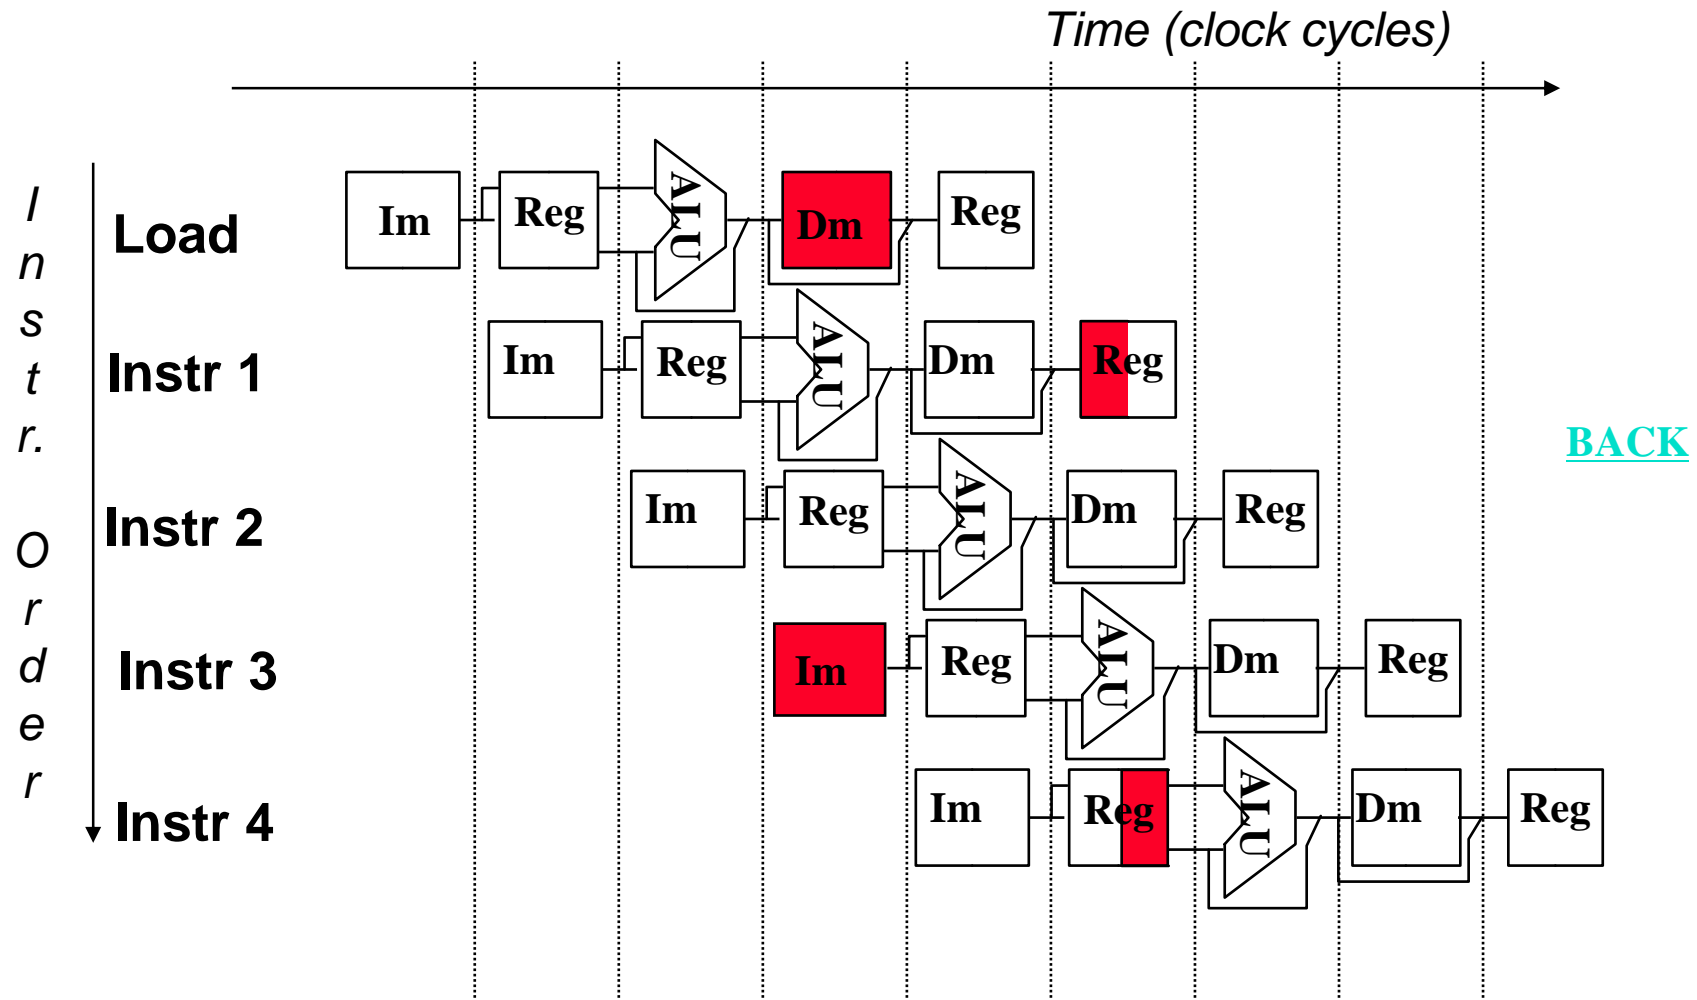 Time (clock cycles)
Instr. Order
Load Im Reg ALU Dm Reg
Instr 1 Im Reg ALU Dm Reg
BACK
Instr 2 Im Reg ALU Dm Reg
Instr 3 Im Reg ALU Dm Reg
Instr 4 Im Reg ALU Dm Reg